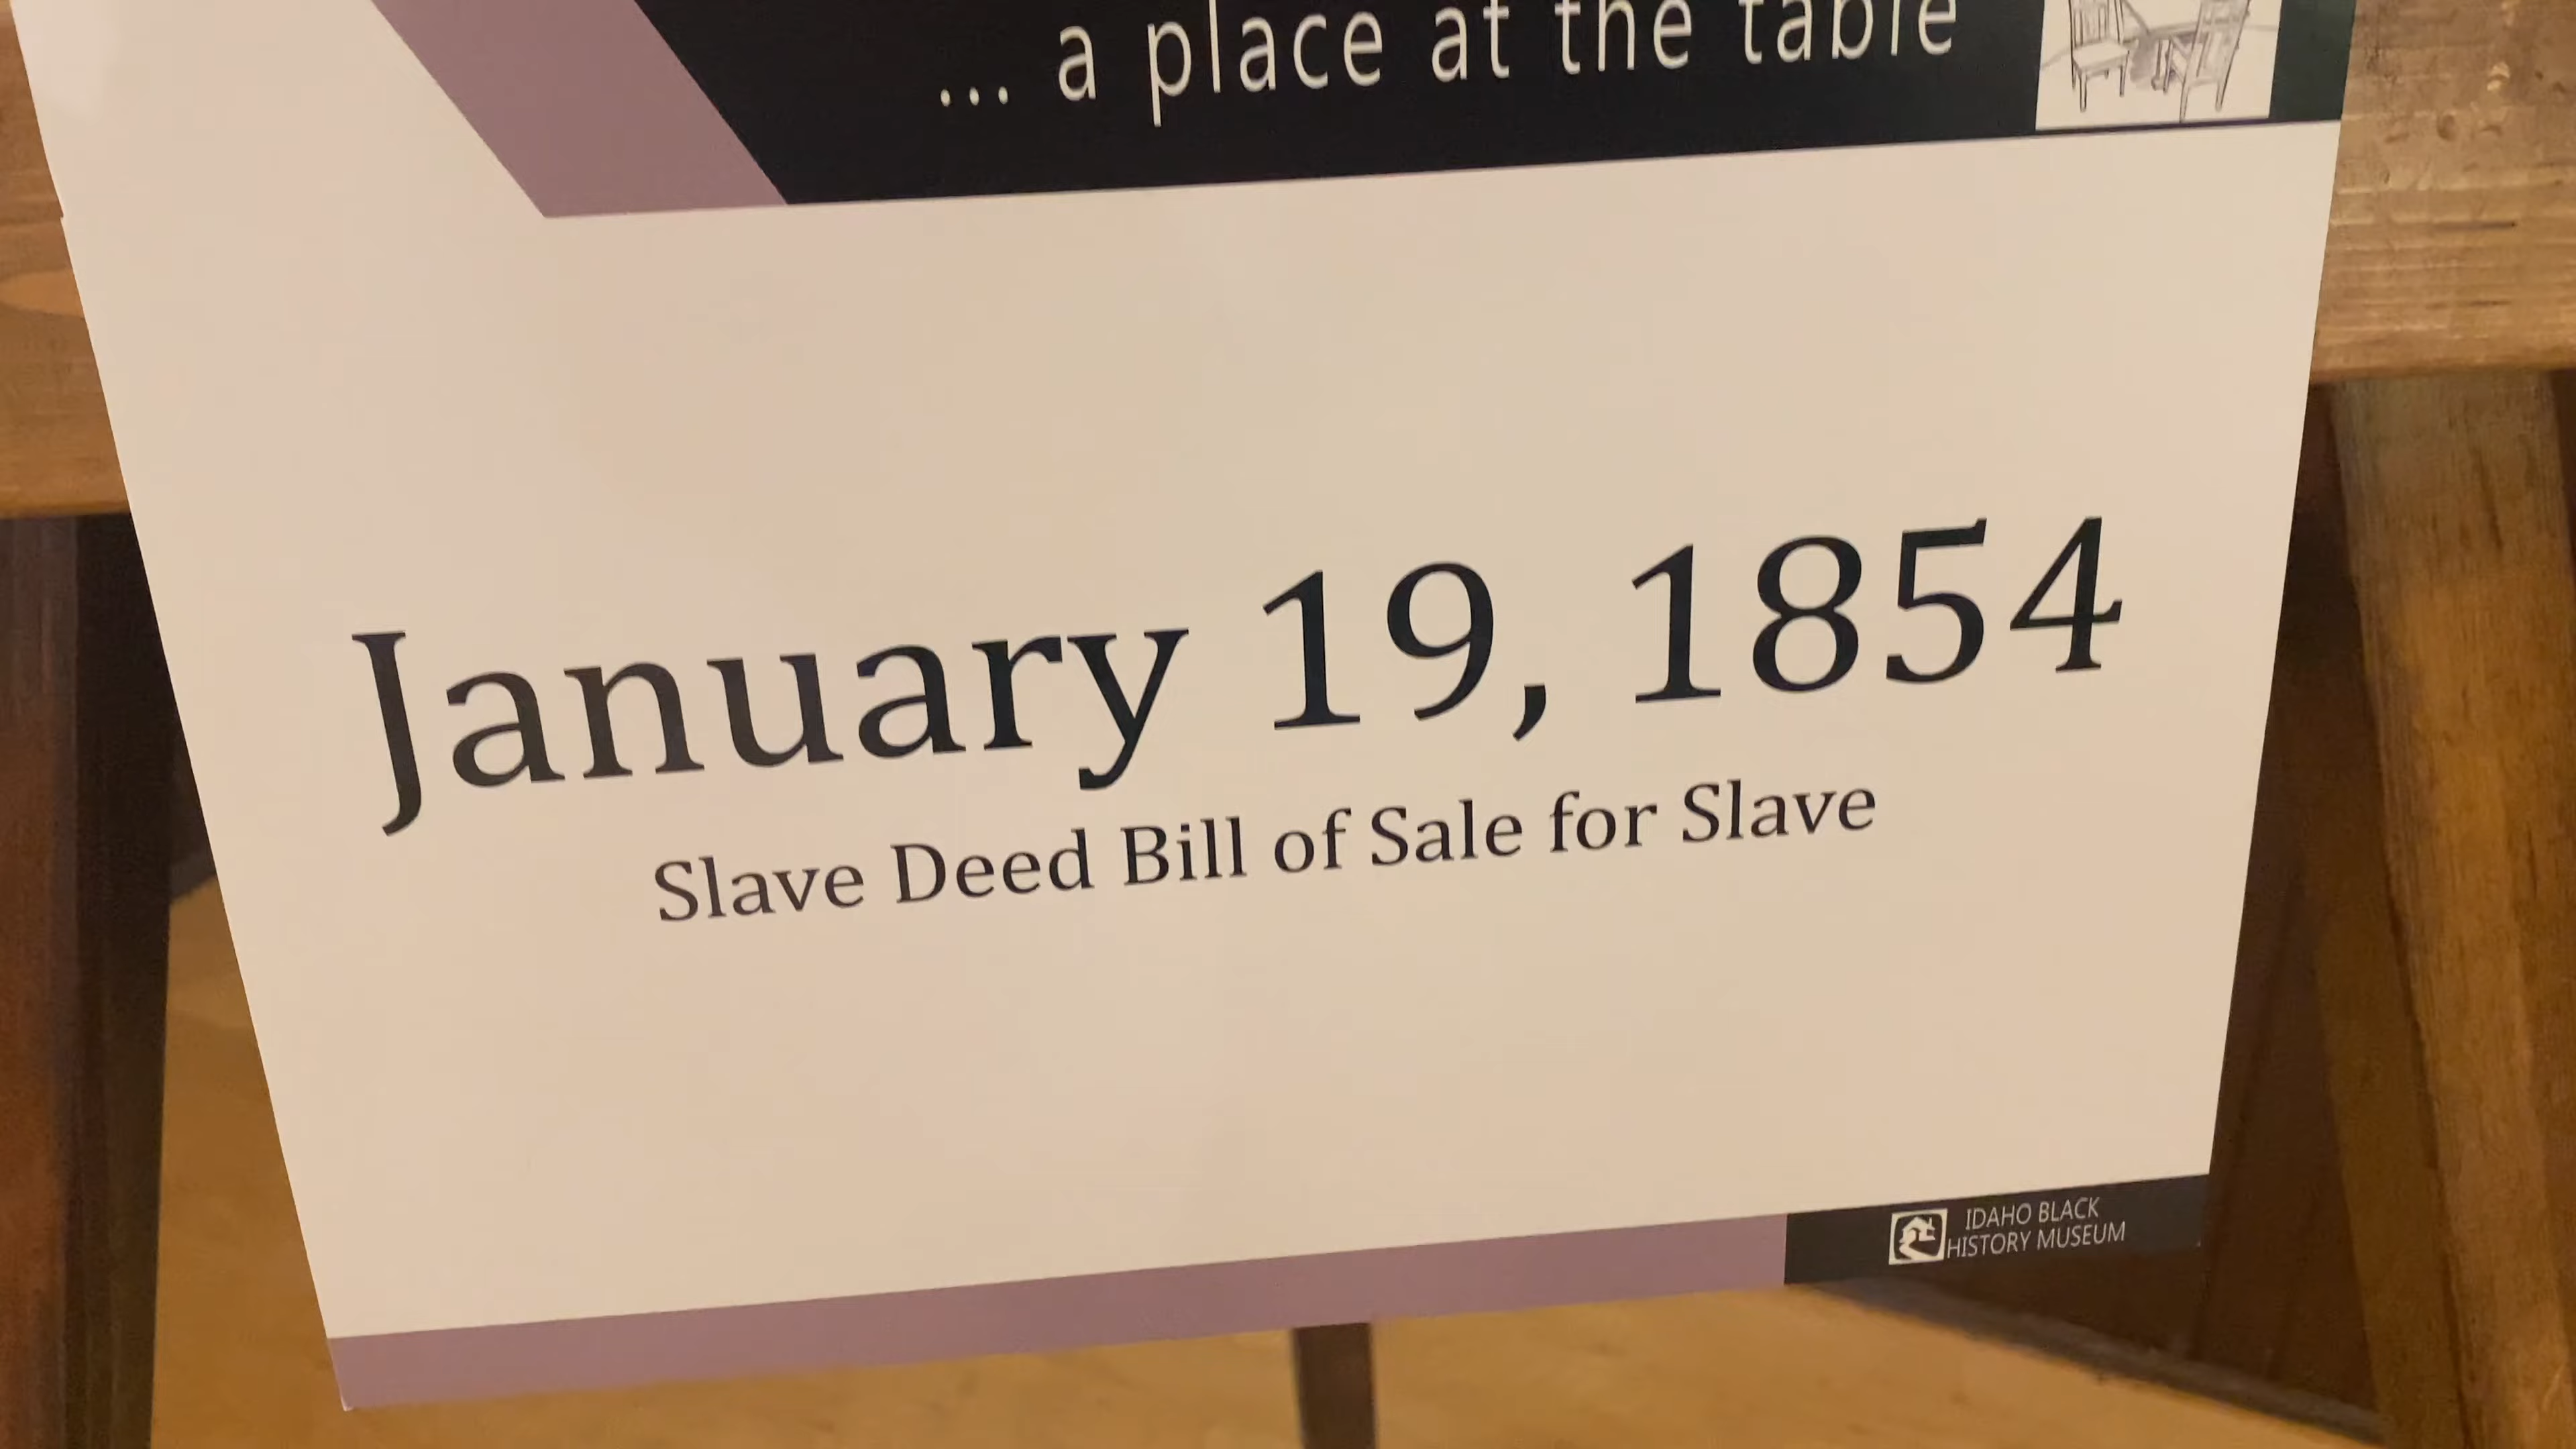 ... a place at the table
January 19, 1854
Slave Deed Bill of Sale for Slave
IDAHO BLACK
HISTORY MUSEUM